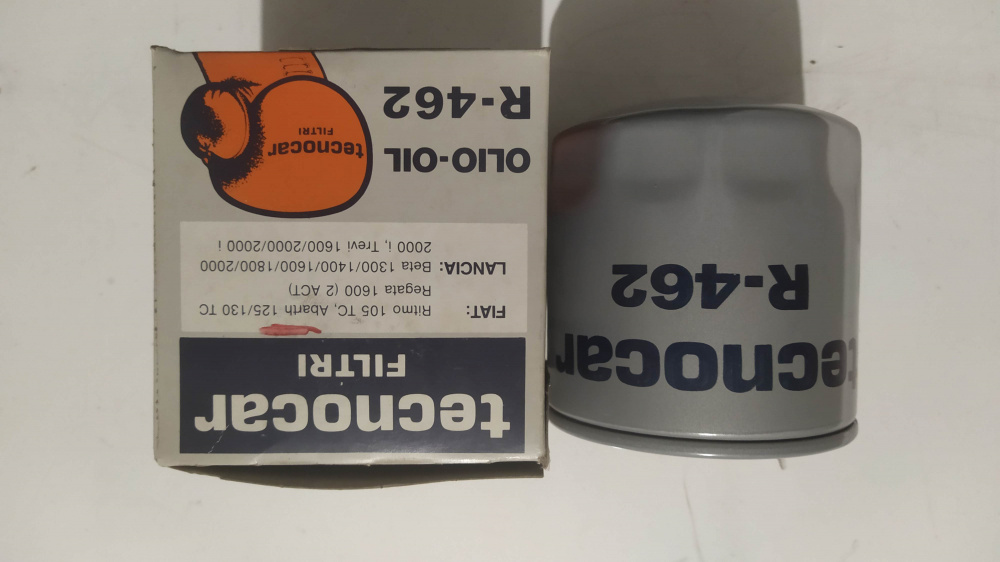 tecnocar
FILTRI
FIAT: Ritmo 105 TC, Abarth 125/130 TC
Regata 1600 (2 ACT)
LANCIA: Beta 1300/1400/1600/1800/2000
2000 i, Trevi 1600/2000/2000 i
OLIO-OIL
R-462
tecnocar
FILTRI
tecnocar
R-462